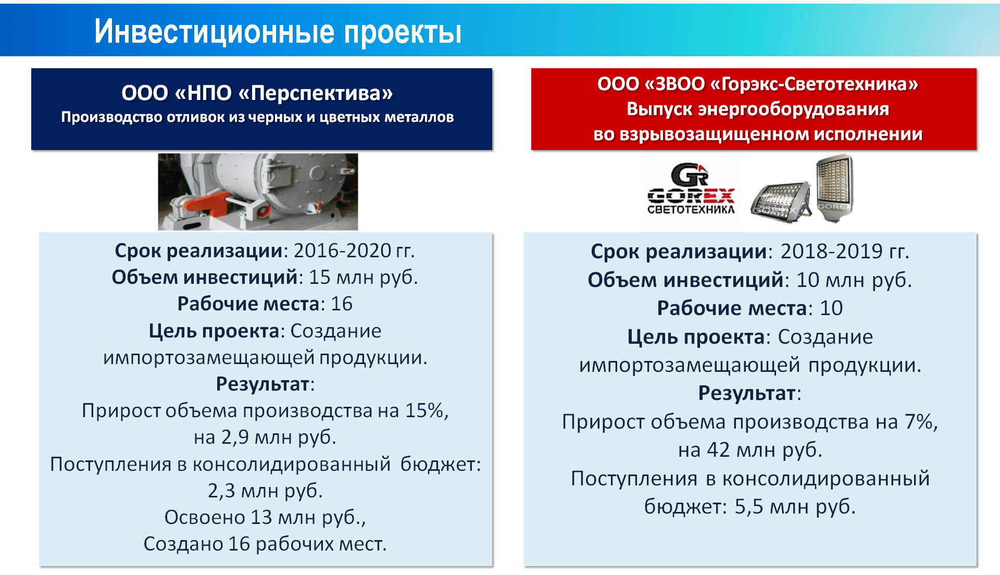 Инвестиционные проекты
ООО «НПО «Перспектива»
Производство отливок из черных и цветных металлов
Срок реализации: 2016-2020 гг.
Объем инвестиций: 15 млн руб.
Рабочие места: 16
Цель проекта: Создание
импортозамещающей продукции.
Результат:
Прирост объема производства на 15%,
на 2,9 млн руб.
Поступления в консолидированный бюджет:
2,3 млн руб.
Освоено 13 млн руб.,
Создано 16 рабочих мест.
ООО «ЗВОО «Горэкс-Светотехника»
Выпуск энергооборудования
во взрывозащищенном исполнении
GR
GOREX
СВЕТОТЕХНИКА
GOREX
GOREX
Срок реализации: 2018-2019 гг.
Объем инвестиций: 10 млн руб.
Рабочие места: 10
Цель проекта: Создание
импортозамещающей продукции.
Результат:
Прирост объема производства на 7%,
на 42 млн руб.
Поступления в консолидированный
бюджет: 5,5 млн руб.